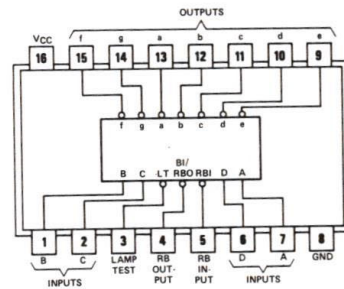 OUTPUTS
VCC f g a b c d e
16 15 14 13 12 11 10 9
f g a b c d e
BI/
B C LT RBO RBI D A
1 2 3 4 5 6 7 8
B C LAMP RB RB D A GND
TEST OUT- IN-
PUT PUT
INPUTS INPUTS